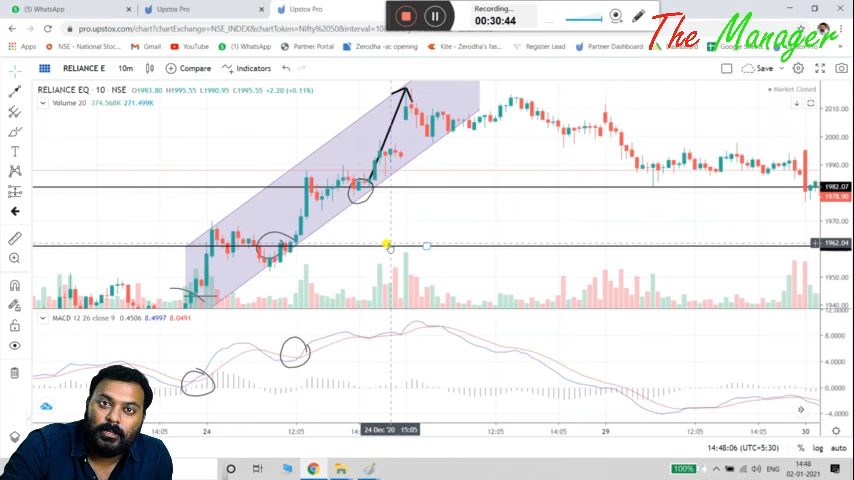 (1) WhatsApp
Upstox Pro
Upstox Pro
Recording...
00:30:44
The Manager
pro.upstox.com/chart?chartExchange=NSE_INDEX&chartToken=Nifty%2050&interval=10
Apps
NSE - National Stoc...
Gmail
YouTube
(1) WhatsApp
Partner Portal
Zerodha -ac opening
Kite - Zerodha's fas...
Register Lead
Partner Dashboard
RELIANCE E
10m
Compare
Indicators
Save
RELIANCE EQ · 10 · NSE O1993.80 H1995.55 L1990.95 C1995.55 +2.20 (+0.11%)
Market Closed
Volume 20 374.568K 271.499K
2010.00
2000.00
1990.00
1982.07
1978.90
1970.00
1962.04
1950.00
1940.00
MACD 12 26 close 9 0.4506 8.4997 8.0491
12.0000
8.0000
4.0000
0.0000
-4.0000
14:05
24
12:05
24 Dec '20 15:05
12:05
29
12:05
14:05
30
14:48:06 (UTC+5:30)
%
log
auto
100%
ENG
14:48
02-01-2021